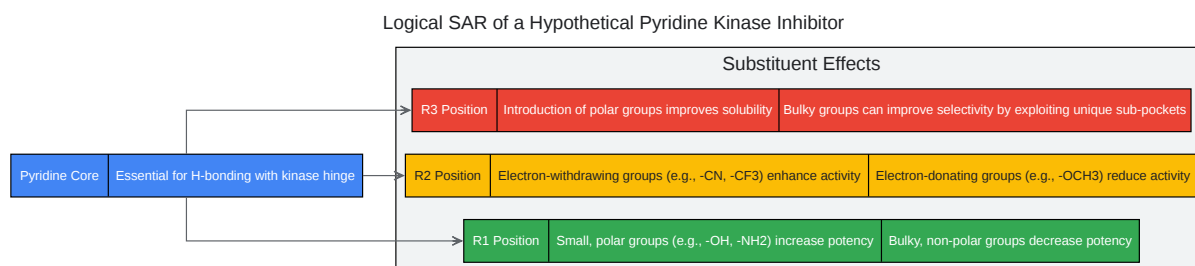 Logical SAR of a Hypothetical Pyridine Kinase Inhibitor
Substituent Effects
R3 Position Introduction of polar groups improves solubility Bulky groups can improve selectivity by exploiting unique sub-pockets
Pyridine Core Essential for H-bonding with kinase hinge R2 Position Electron-withdrawing groups (e.g., -CN, -CF3) enhance activity Electron-donating groups (e.g., -OCH3) reduce activity
R1 Position Small, polar groups (e.g., -OH, -NH2) increase potency Bulky, non-polar groups decrease potency